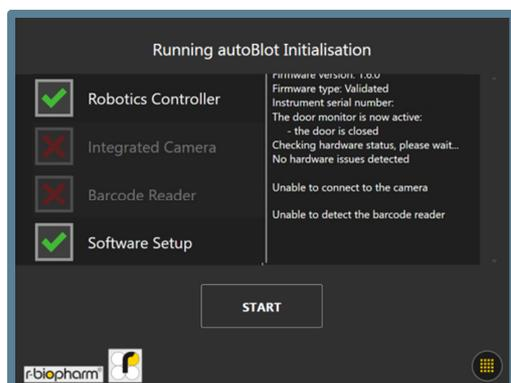 Running autoBlot Initialisation
Robotics Controller
Integrated Camera
Barcode Reader
Software Setup
Firmware version: 1.6.0
Firmware type: Validated
Instrument serial number:
The door monitor is now active:
- the door is closed
Checking hardware status, please wait...
No hardware issues detected
Unable to connect to the camera
Unable to detect the barcode reader
START
r-biopharm®